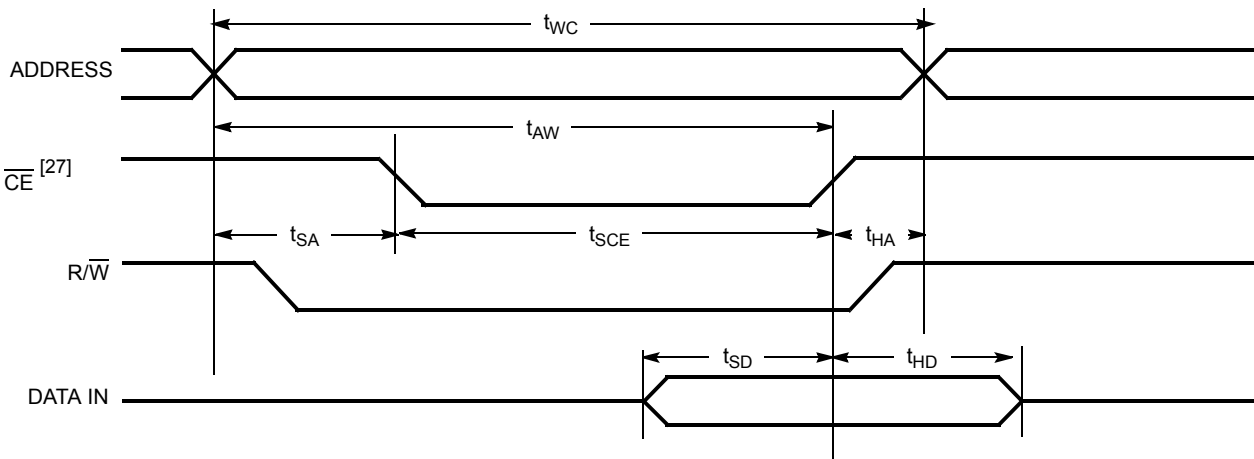 tWC
ADDRESS
tAW
CE [27]
tSA tSCE tHA
R/W
tSD tHD
DATA IN